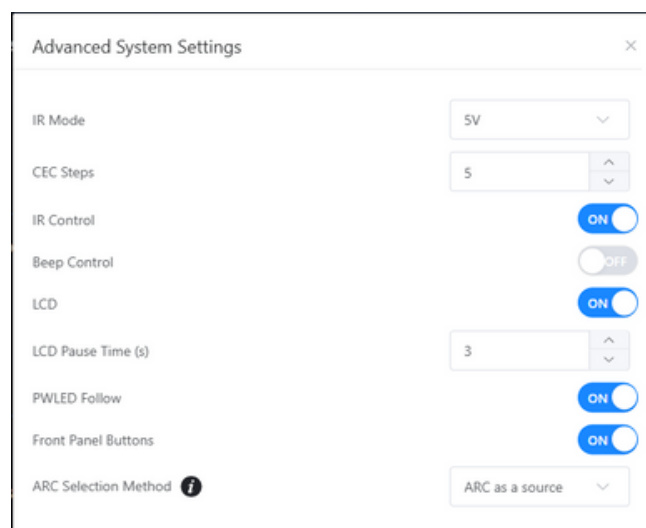 Advanced System Settings
IR Mode 5V
CEC Steps 5
IR Control ON
Beep Control OFF
LCD ON
LCD Pause Time (s) 3
PWLED Follow ON
Front Panel Buttons ON
ARC Selection Method i ARC as a source